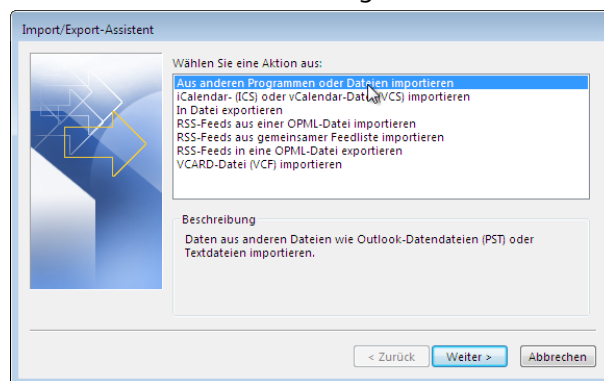 Import/Export-Assistent
Wählen Sie eine Aktion aus:
Aus anderen Programmen oder Dateien importieren
iCalendar- (ICS) oder vCalendar-Datei (VCS) importieren
In Datei exportieren
RSS-Feeds aus einer OPML-Datei importieren
RSS-Feeds aus gemeinsamer Feedliste importieren
RSS-Feeds in eine OPML-Datei exportieren
VCARD-Datei (VCF) importieren
Beschreibung
Daten aus anderen Dateien wie Outlook-Datendateien (PST) oder
Textdateien importieren.
< Zurück
Weiter >
Abbrechen